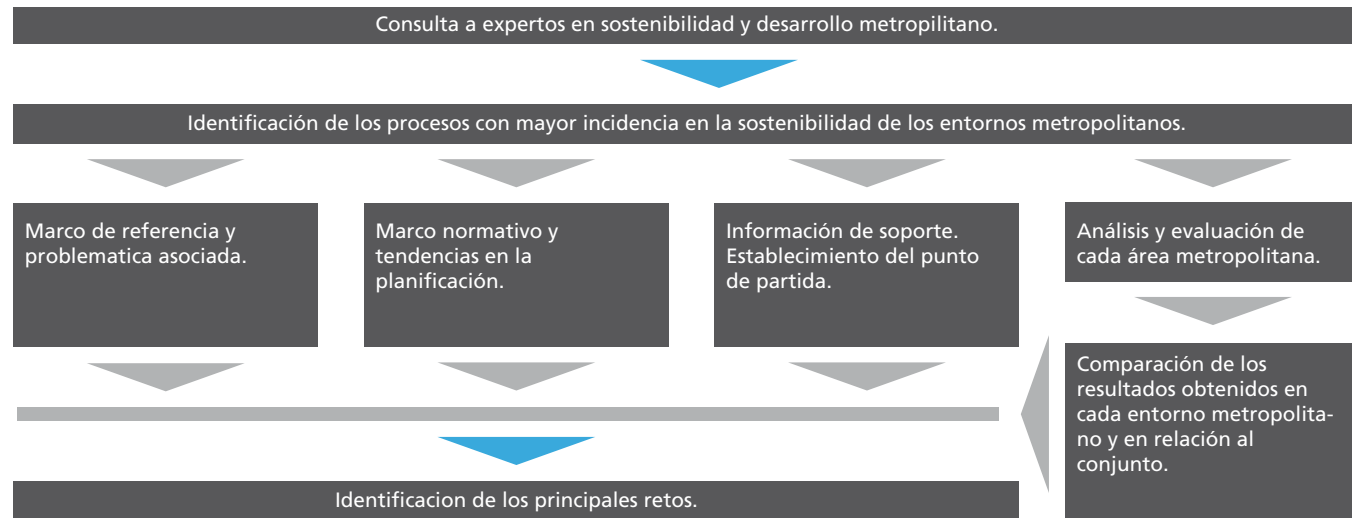 Consulta a expertos en sostenibilidad y desarrollo metropilitano.
Identificación de los procesos con mayor incidencia en la sostenibilidad de los entornos metropolitanos.
Marco de referencia y
problematica asociada.
Marco normativo y
tendencias en la
planificación.
Información de soporte.
Establecimiento del punto
de partida.
Análisis y evaluación de
cada área metropolitana.
Comparación de los
resultados obtenidos en
cada entorno metropolita-
no y en relación al
conjunto.
Identificacion de los principales retos.